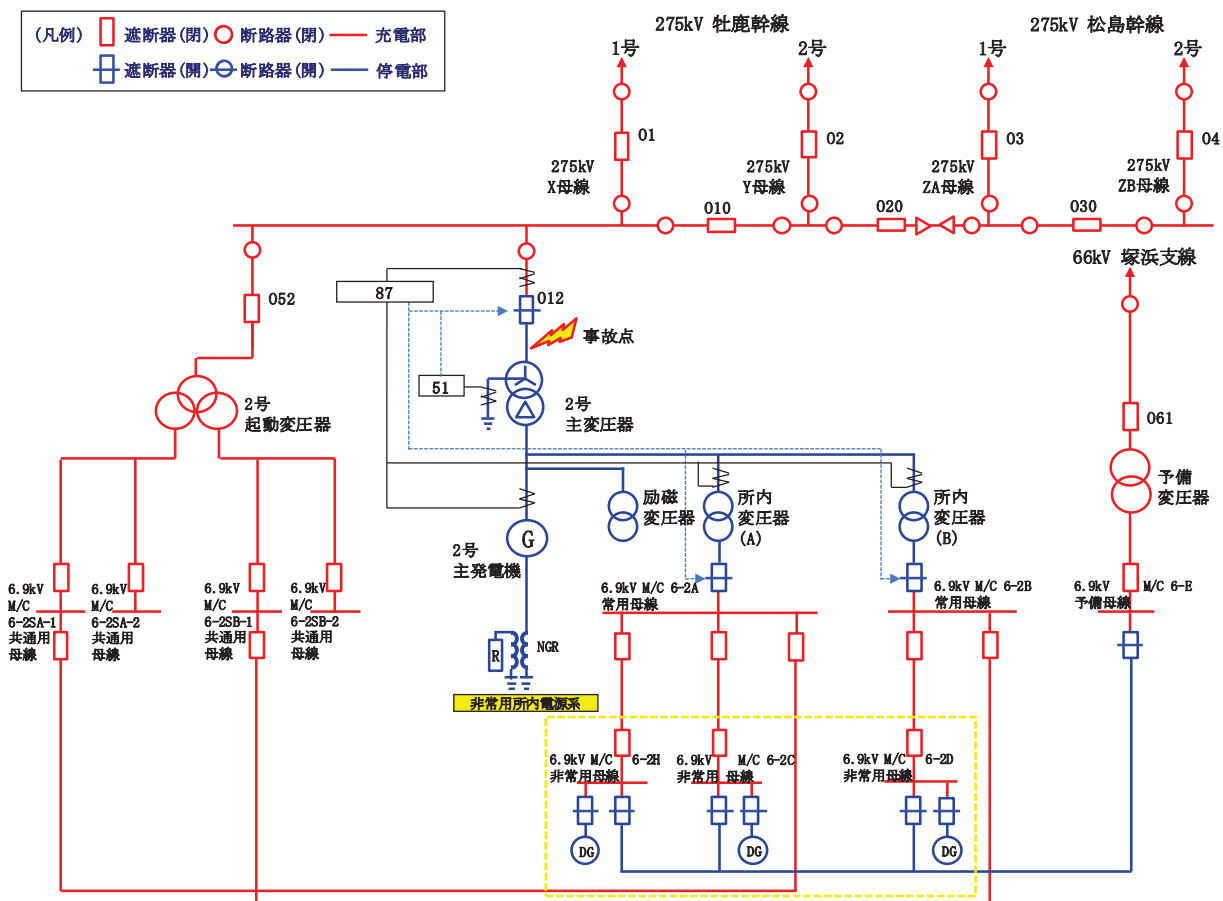 (凡例) 遮断器(閉) 断路器(閉) 充電部
遮断器(開) 断路器(開) 停電部
275kV 牡鹿幹線
275kV 松島幹線
1号
2号
1号
2号
O1
O2
O3
O4
275kV
X母線
275kV
Y母線
275kV
ZA母線
275kV
ZB母線
O10
O20
O30
66kV 塚浜支線
O52
87
O12
事故点
51
2号
起動変圧器
2号
主変圧器
O61
予備
変圧器
励磁
変圧器
所内
変圧器
(A)
所内
変圧器
(B)
G
2号
主発電機
6.9kV
M/C
6-2SA-1
共通用
母線
6.9kV
M/C
6-2SA-2
共通用
母線
6.9kV
M/C
6-2SB-1
共通用
母線
6.9kV
M/C
6-2SB-2
共通用
母線
6.9kV M/C 6-2A
常用母線
6.9kV M/C 6-2B
常用母線
6.9kV M/C 6-E
予備母線
R
NGR
非常用所内電源系
6.9kV M/C 6-2H
非常用母線
6.9kV M/C 6-2C
非常用 母線
6.9kV M/C 6-2D
非常用母線
DG
DG
DG